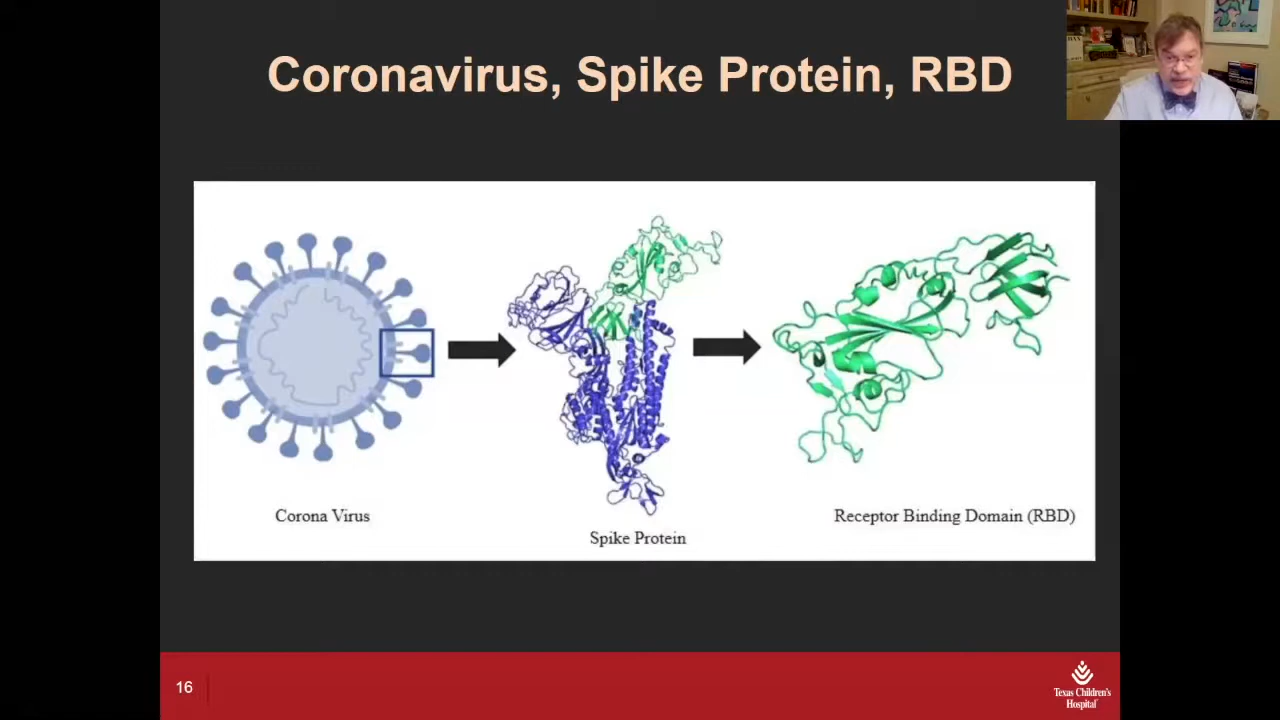 Coronavirus, Spike Protein, RBD
Corona Virus
Spike Protein
Receptor Binding Domain (RBD)
16
Texas Children's
Hospital